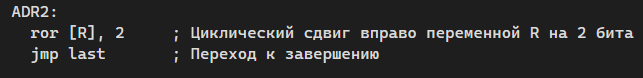 ADR2:
ror [R], 2 ; Циклический сдвиг вправо переменной R на 2 бита
jmp last ; Переход к завершению